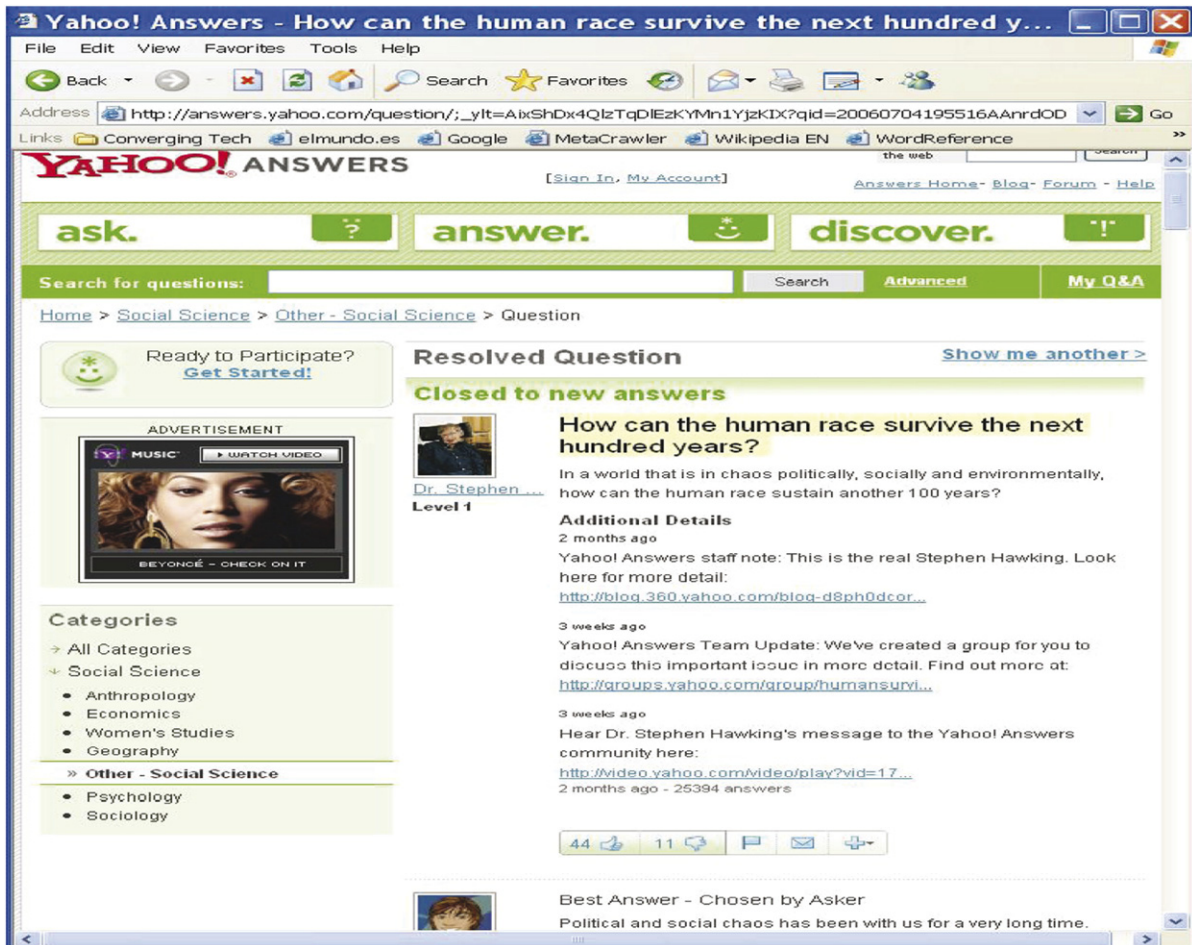 Yahoo! Answers - How can the human race survive the next hundred y...
File Edit View Favorites Tools Help
Back Search Favorites
Address http://answers.yahoo.com/question/;_ylt=AixShDx4QlzTqDlEzKYMn1YjzKIX?qid=20060704195516AAnrdOD Go
Links Converging Tech elmundo.es Google MetaCrawler Wikipedia EN WordReference »
YAHOO! ANSWERS
the web Search
[Sign In, My Account]
Answers Home- Blog- Forum - Help
ask. answer. discover.
Search for questions: Search Advanced My Q&A
Home > Social Science > Other - Social Science > Question
Ready to Participate?
Get Started!
ADVERTISEMENT
Y! MUSIC WATCH VIDEO
BEYONCÉ – CHECK ON IT
Categories
All Categories
Social Science
Anthropology
Economics
Women's Studies
Geography
» Other - Social Science
Psychology
Sociology
Resolved Question
Show me another >
Closed to new answers
Dr. Stephen ...
Level 1
How can the human race survive the next
hundred years?
In a world that is in chaos politically, socially and environmentally,
how can the human race sustain another 100 years?
Additional Details
2 months ago
Yahoo! Answers staff note: This is the real Stephen Hawking. Look
here for more detail:
http://blog.360.yahoo.com/blog-d8ph0dcor...
3 weeks ago
Yahoo! Answers Team Update: We've created a group for you to
discuss this important issue in more detail. Find out more at:
http://groups.yahoo.com/group/humansurvi...
3 weeks ago
Hear Dr. Stephen Hawking's message to the Yahoo! Answers
community here:
http://video.yahoo.com/video/play?vid=17...
2 months ago - 25394 answers
44 11
Best Answer - Chosen by Asker
Political and social chaos has been with us for a very long time.